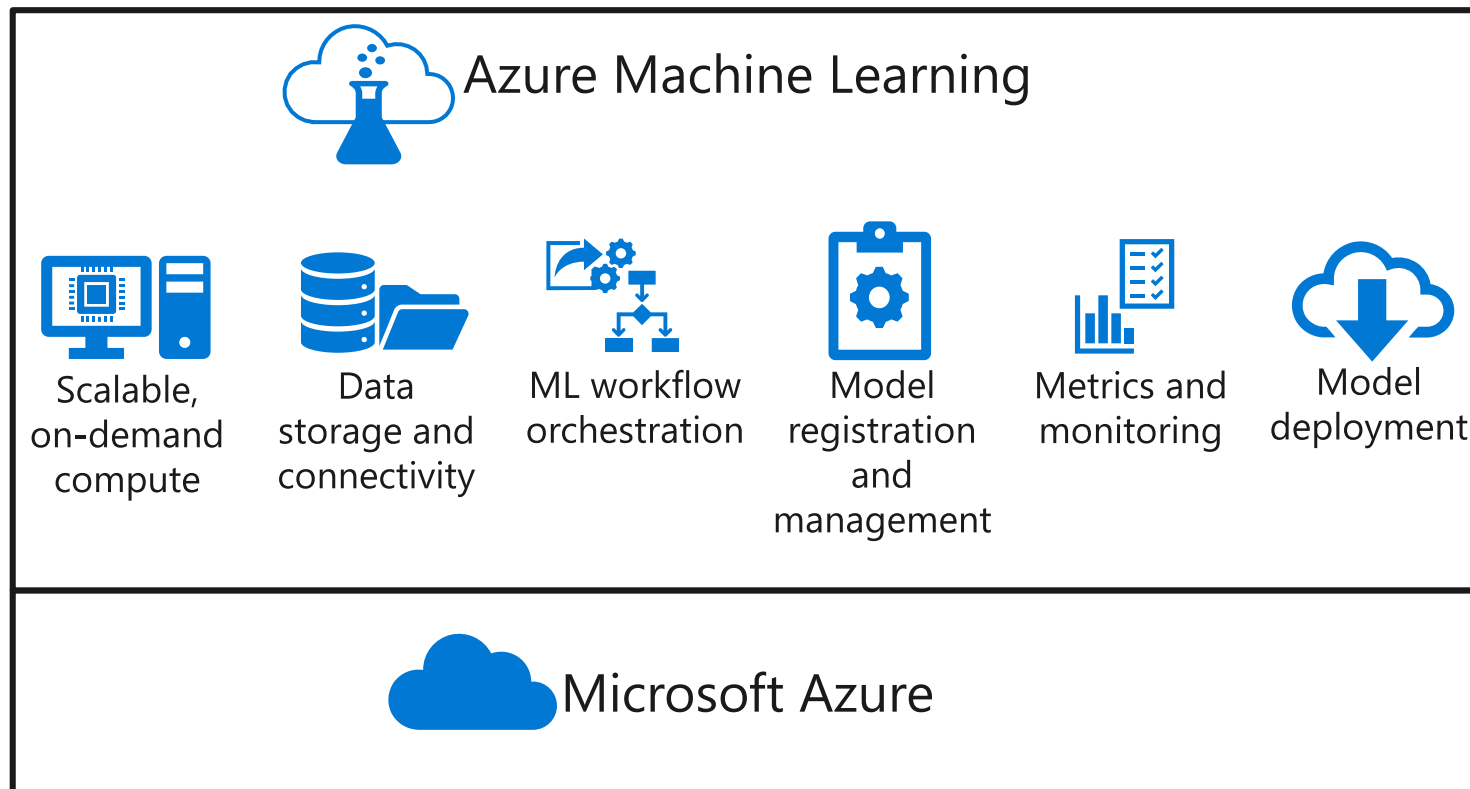 Azure Machine Learning
Scalable,
on-demand
compute
Data
storage and
connectivity
ML workflow
orchestration
Model
registration
and
management
Metrics and
monitoring
Model
deployment
Microsoft Azure